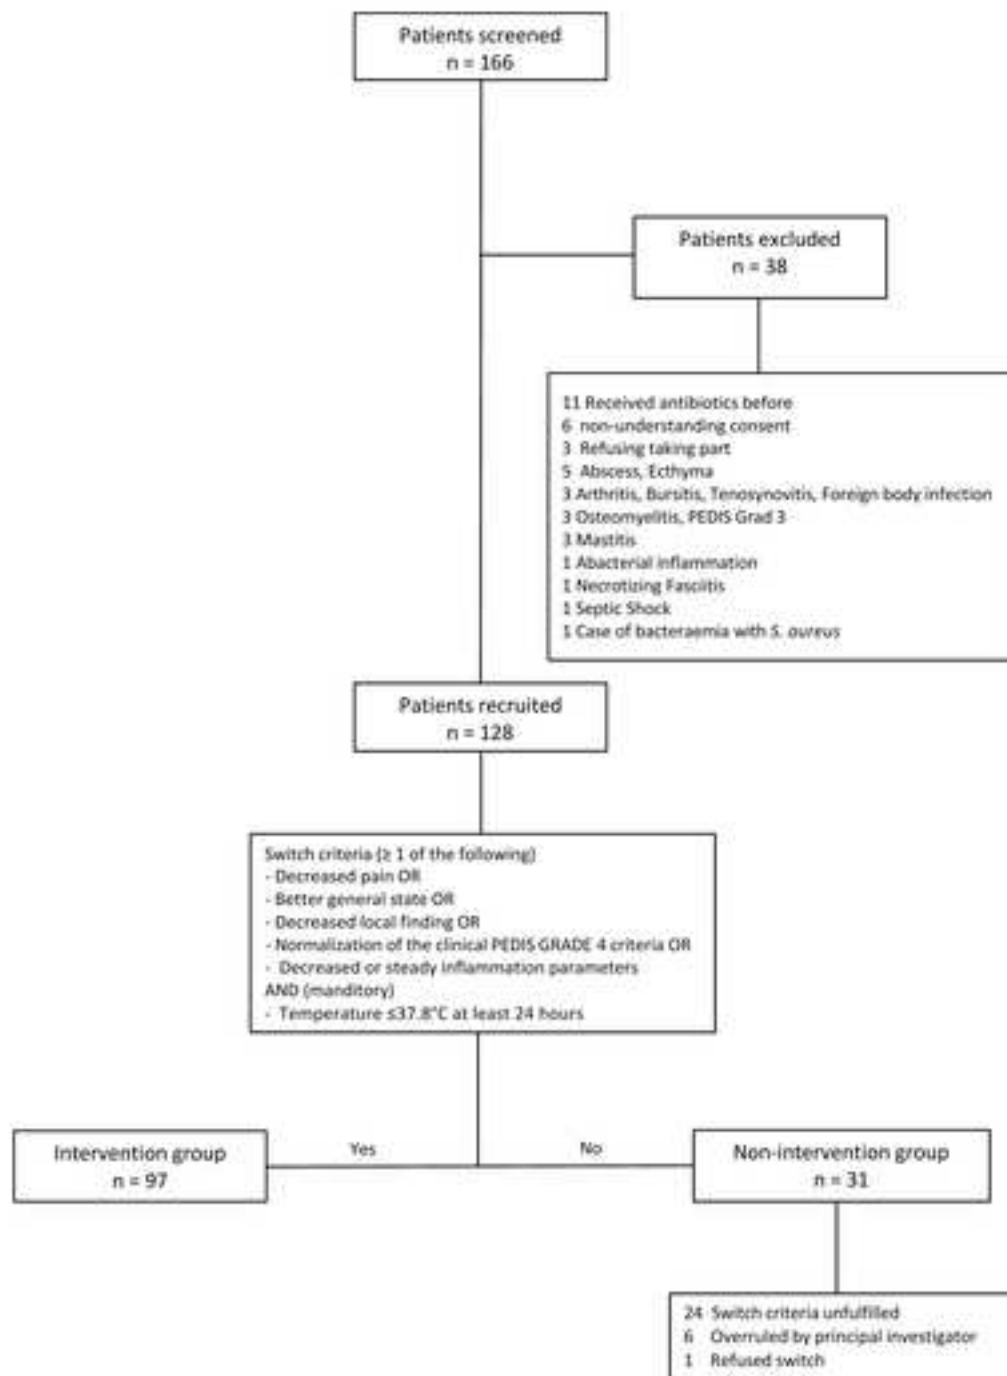 Patients screened
n = 166
Patients excluded
n = 38
11 Received antibiotics before
6 non-understanding consent
3 Refusing taking part
5 Abscess, Ecthyma
3 Arthritis, Bursitis, Tenosynovitis, Foreign body infection
3 Osteomyelitis, PEDIS Grad 3
3 Mastitis
1 Abacterial inflammation
1 Necrotizing Fasciitis
1 Septic Shock
1 Case of bacteraemia with S. aureus
Patients recruited
n = 128
Switch criteria (≥ 1 of the following)
- Decreased pain OR
- Better general state OR
- Decreased local finding OR
- Normalization of the clinical PEDIS GRADE 4 criteria OR
- Decreased or steady inflammation parameters
AND (manditory)
- Temperature ≤37.8°C at least 24 hours
Intervention group
n = 97
Yes
No
Non-intervention group
n = 31
24 Switch criteria unfulfilled
6 Overruled by principal investigator
1 Refused switch